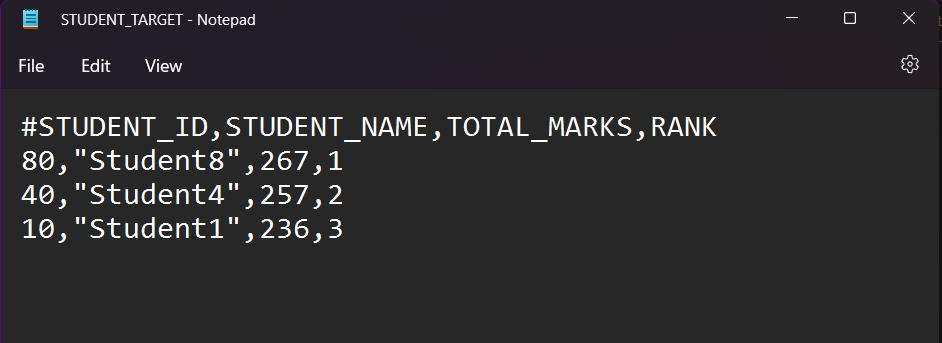 STUDENT_TARGET - Notepad
File Edit View
#STUDENT_ID,STUDENT_NAME,TOTAL_MARKS,RANK
80,"Student8",267,1
40,"Student4",257,2
10,"Student1",236,3